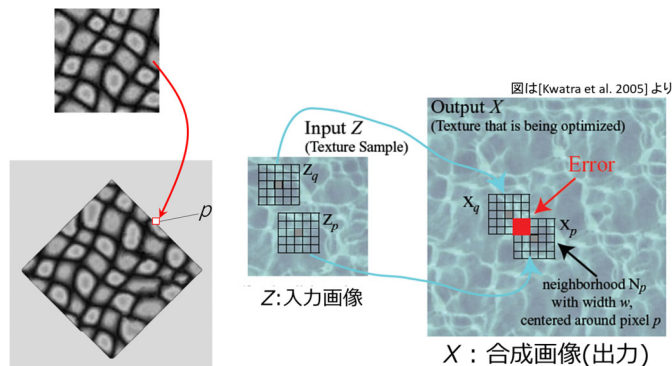 p
図は[Kwatra et al. 2005] より
Input Z
(Texture Sample)
Z_q
Z_p
Z:入力画像
Output X
(Texture that is being optimized)
Error
X_q
X_p
neighborhood N_p
with width w,
centered around pixel p
X：合成画像(出力)